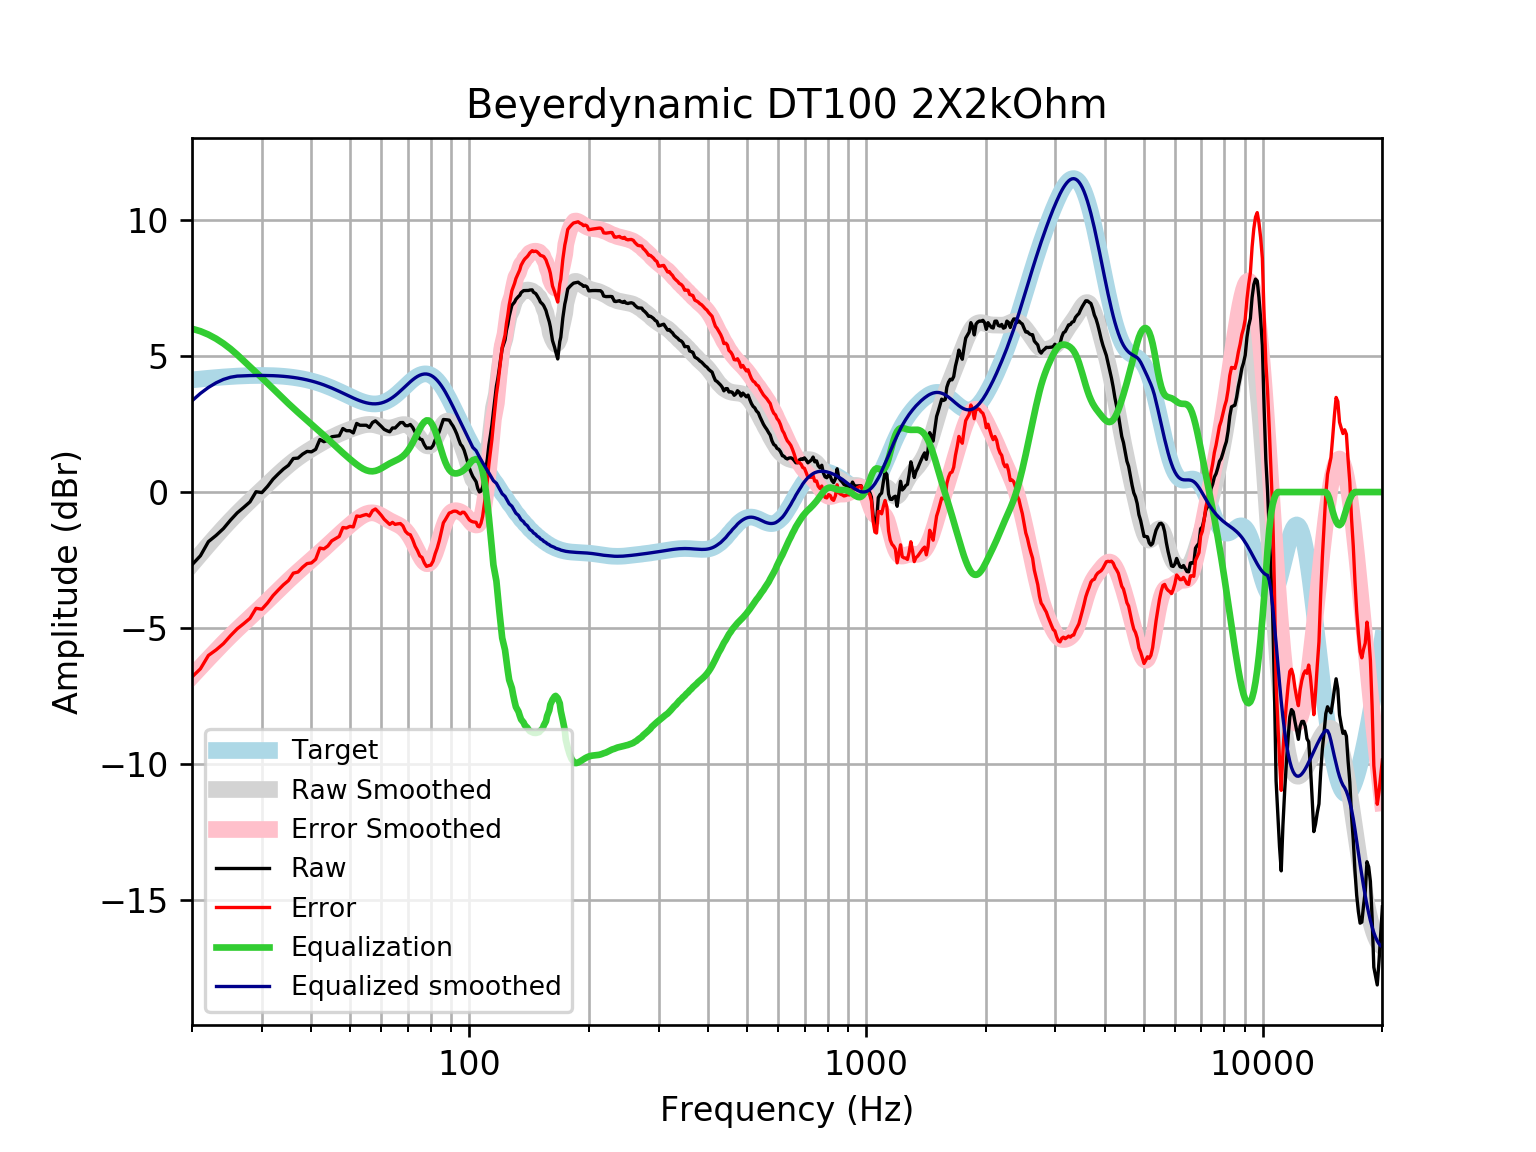 Beyerdynamic DT100 2X2kOhm
Amplitude (dBr)
10
5
0
−5
−10
−15
Target
Raw Smoothed
Error Smoothed
Raw
Error
Equalization
Equalized smoothed
100
1000
10000
Frequency (Hz)